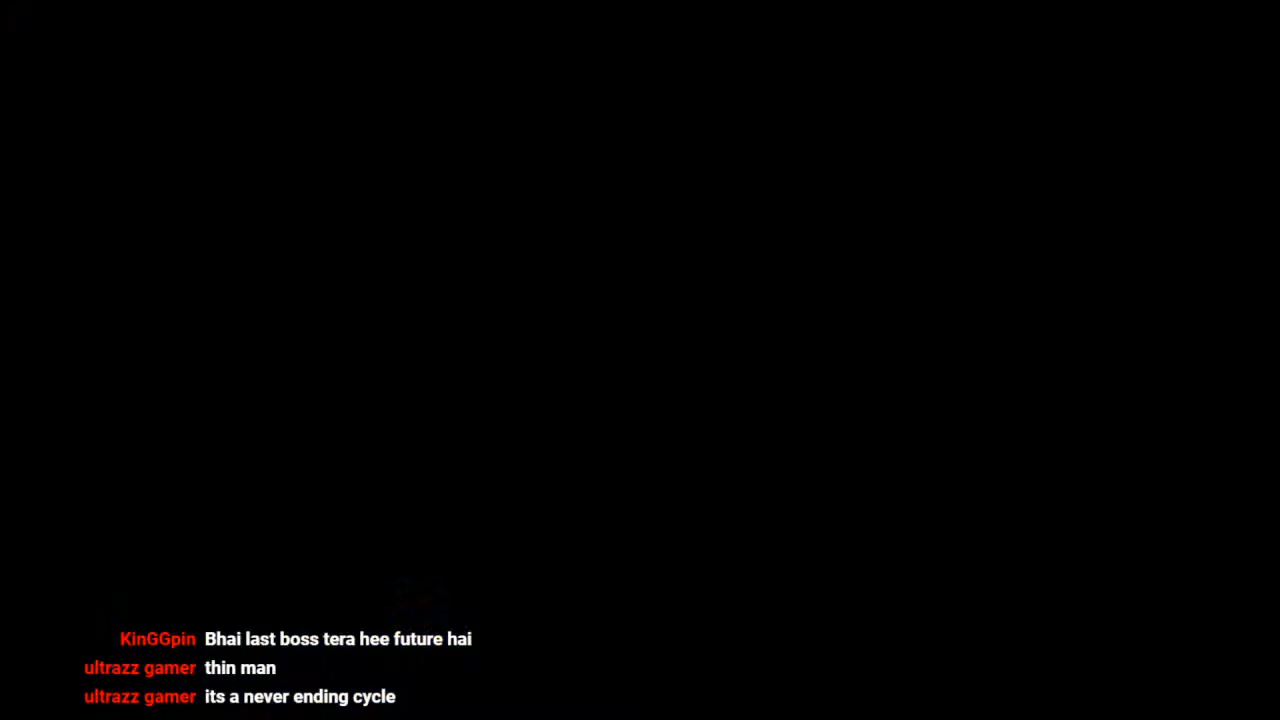 KinGGpin Bhai last boss tera hee future hai
ultrazz gamer thin man
ultrazz gamer its a never ending cycle